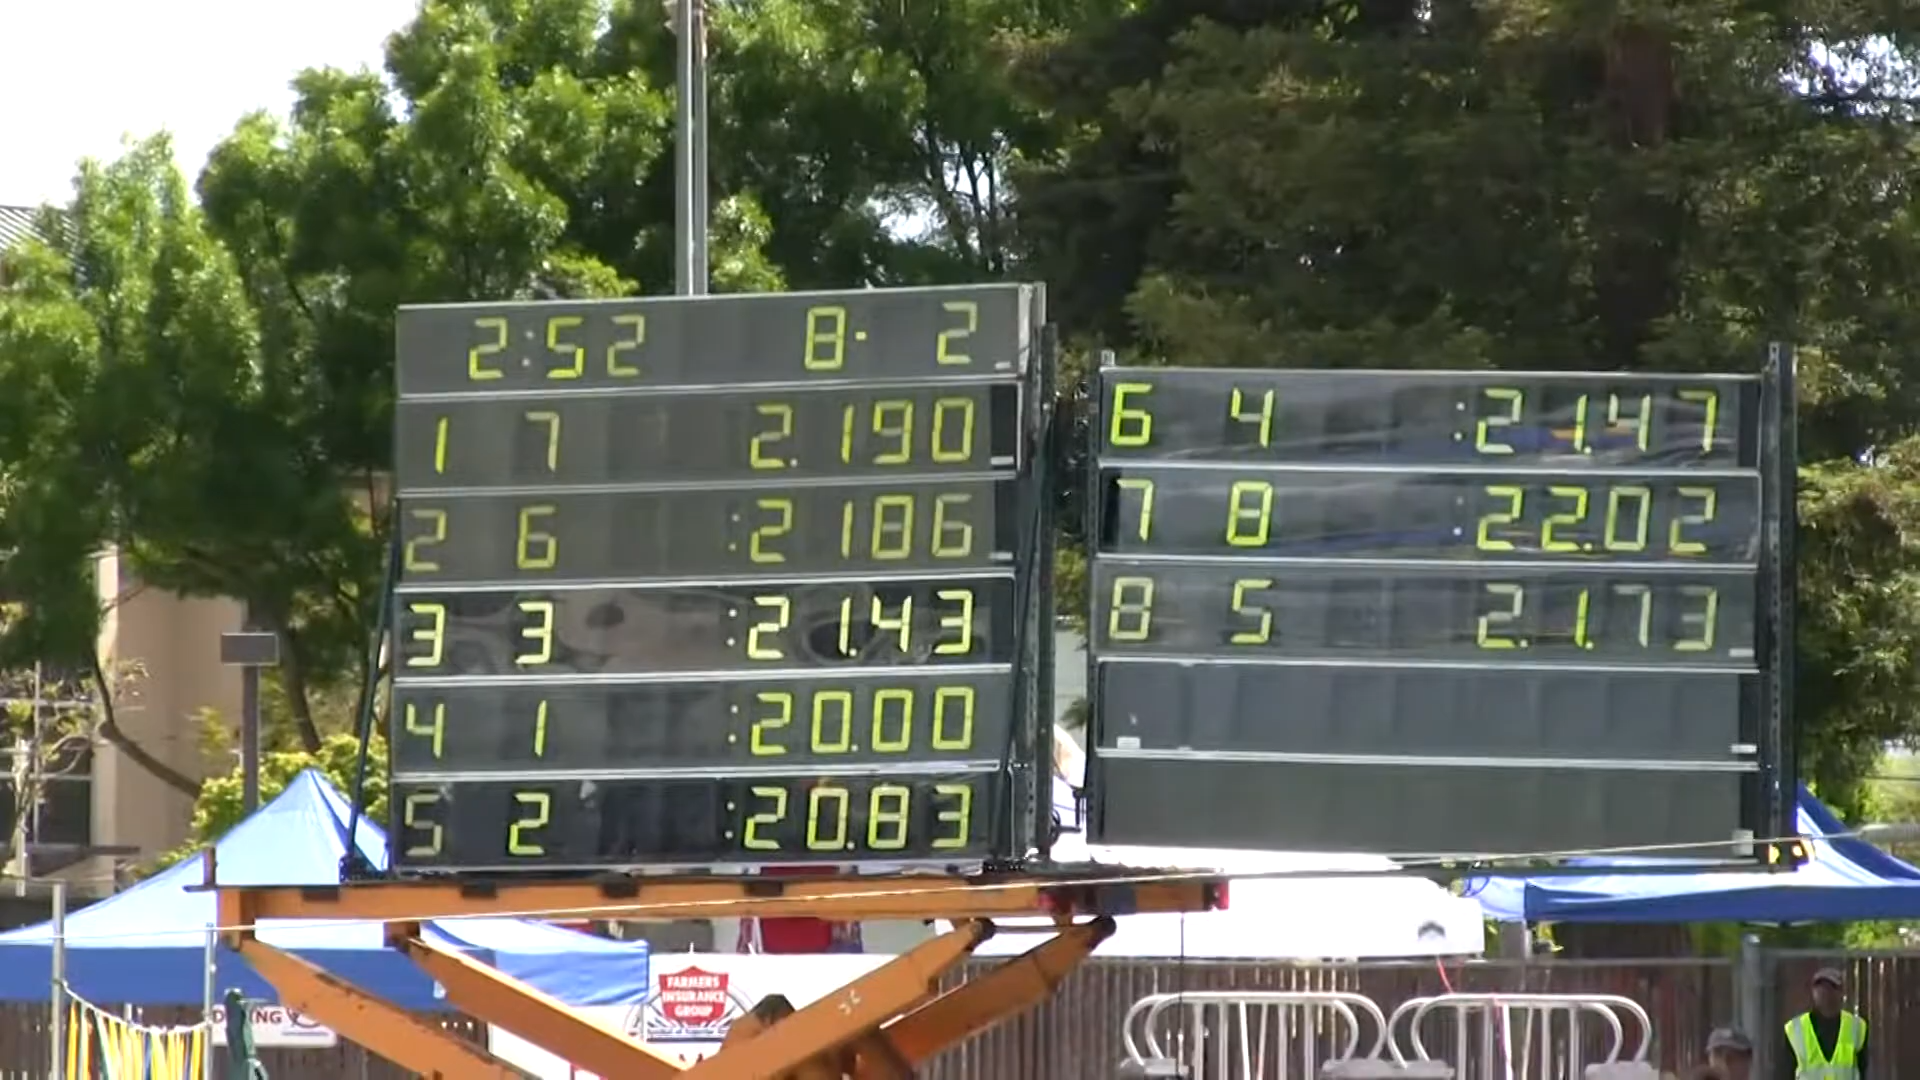 2:52 8- 2
1 7 2.190
2 6 :2 186
3 3 :21.43
4 1 :20.00
5 2 :20.83
6 4 :21.47
7 8 :22.02
8 5 2.1.73
FARMERS
INSURANCE
GROUP